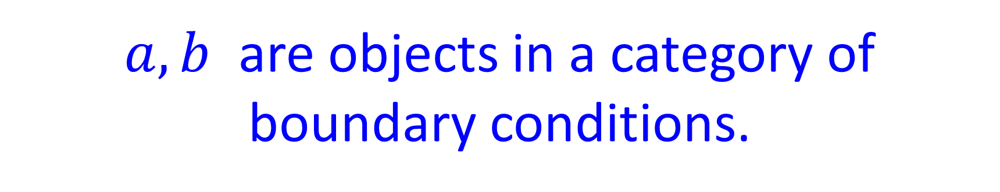 a, b are objects in a category of
boundary conditions.